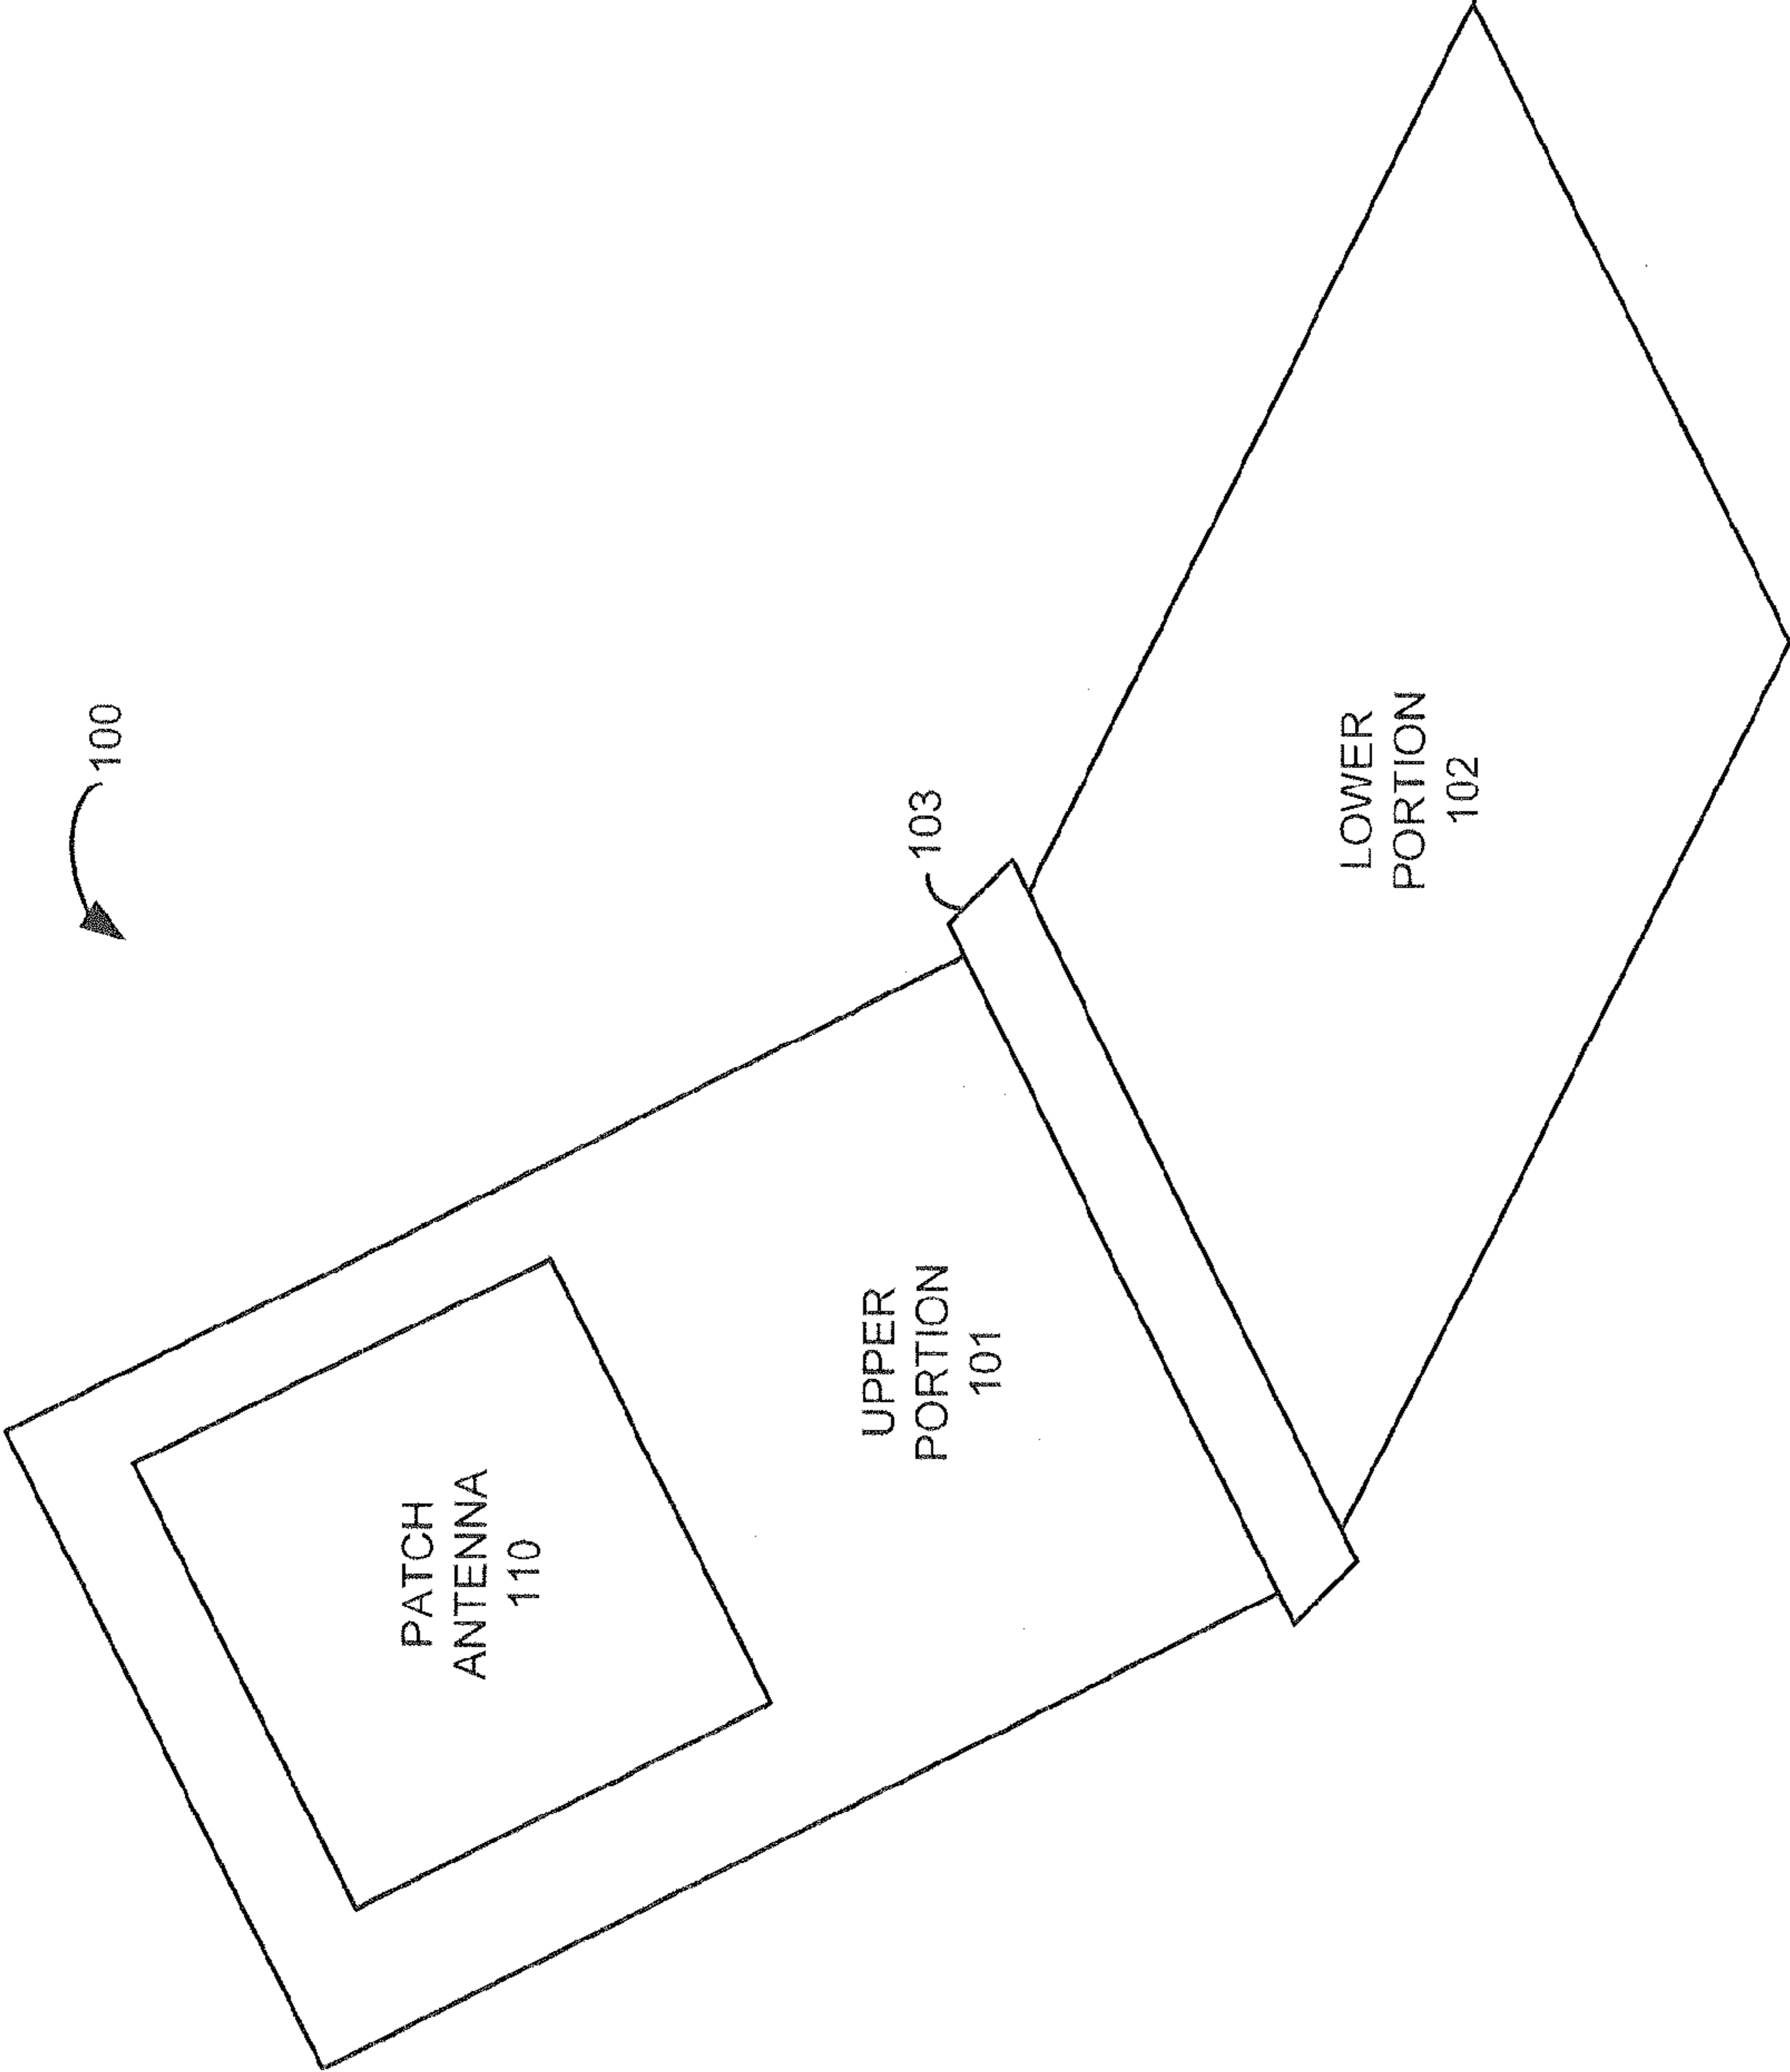 100
PATCH
ANTENNA
110
UPPER
PORTION
101
103
LOWER
PORTION
102